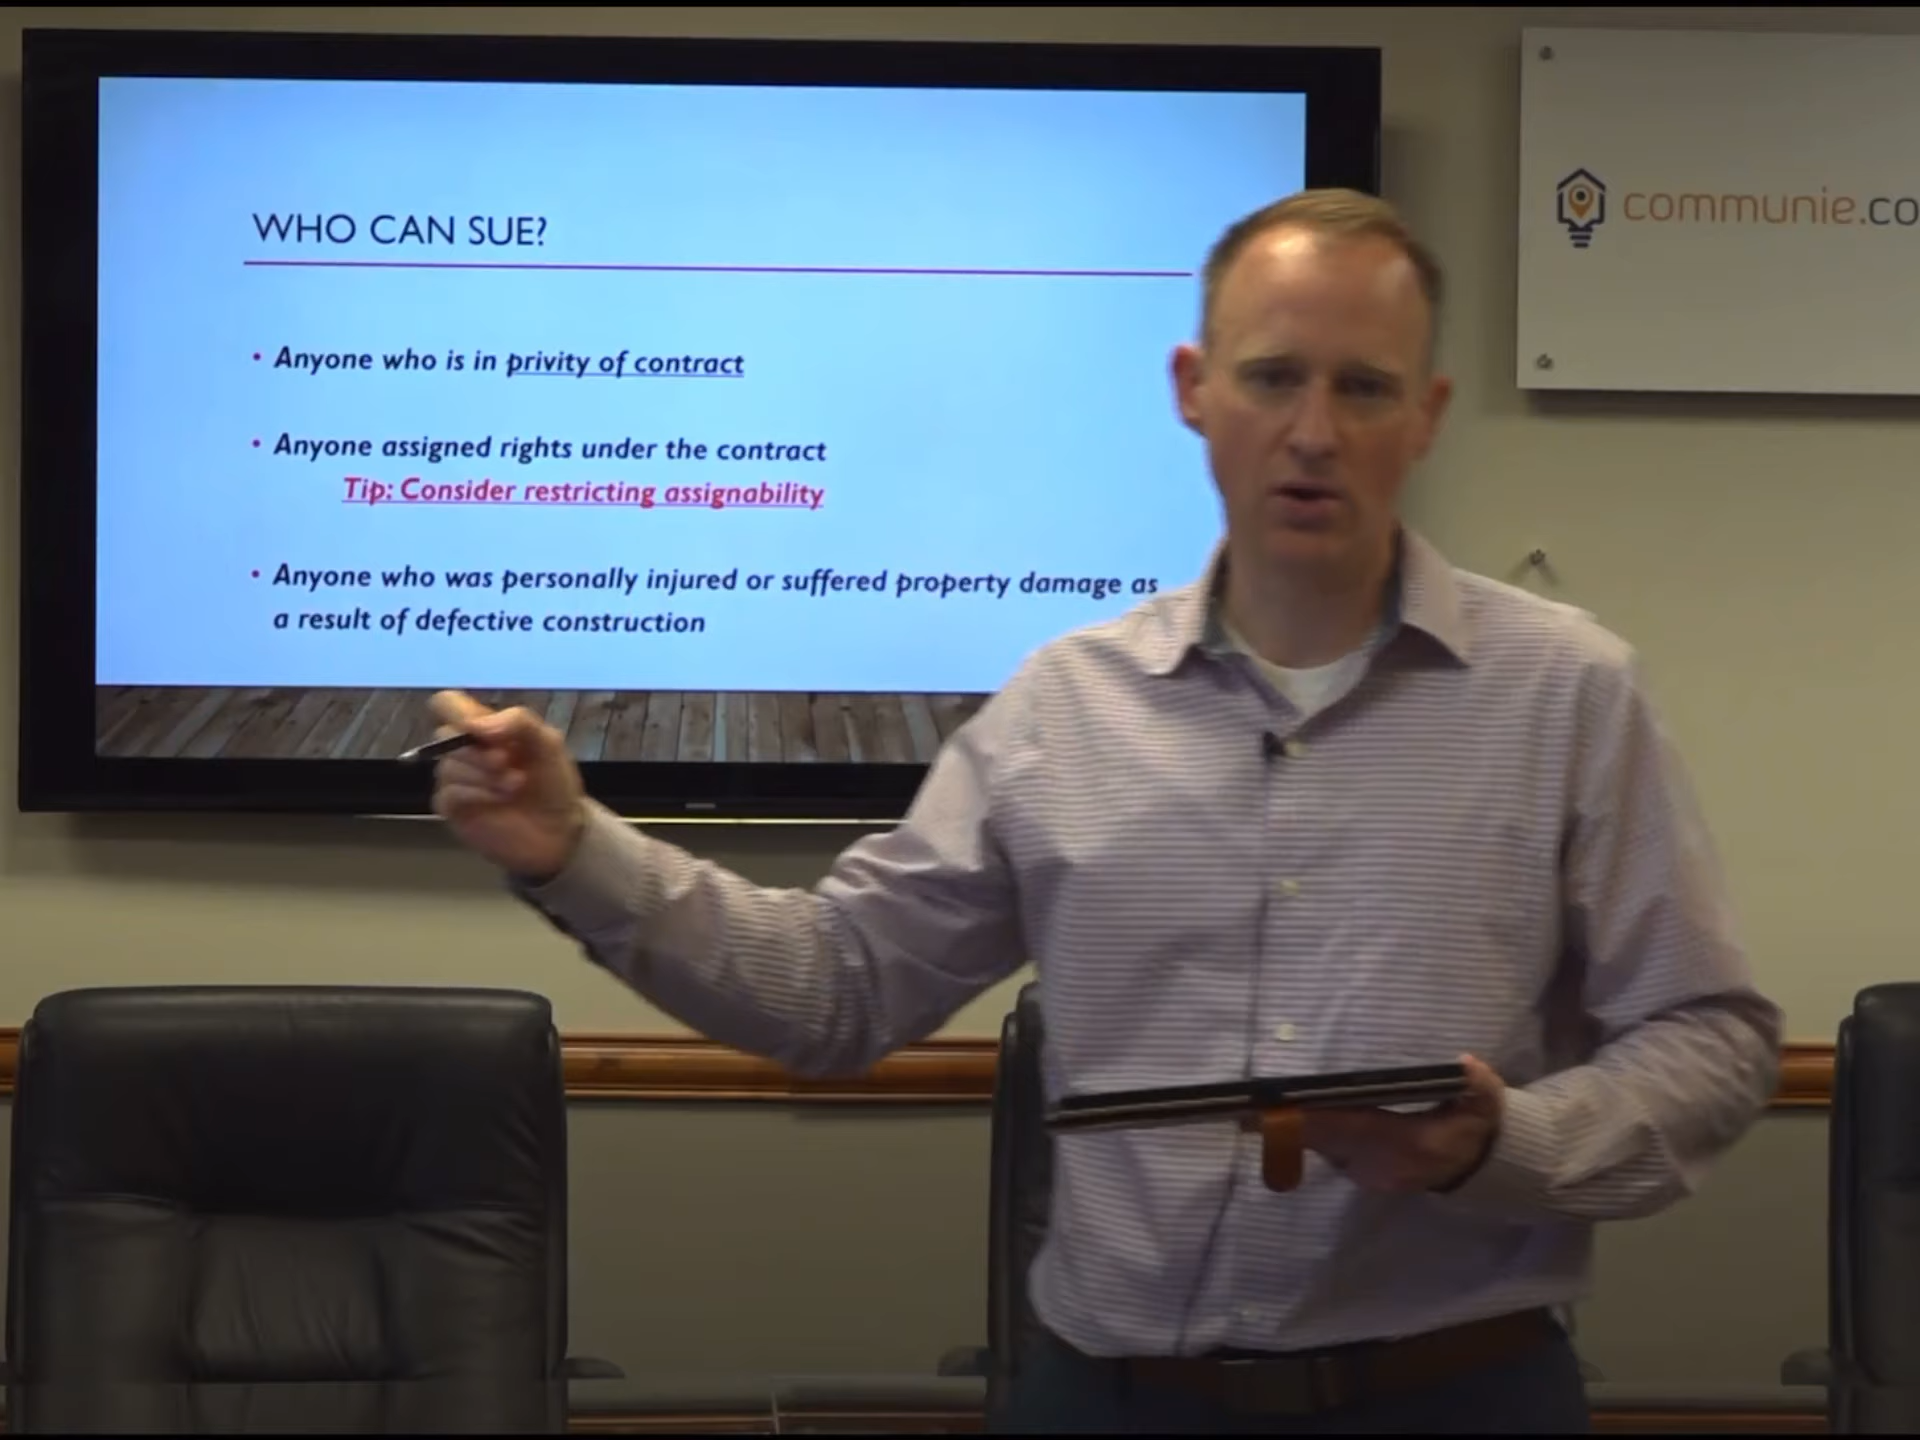 WHO CAN SUE?
• Anyone who is in privity of contract
• Anyone assigned rights under the contract
Tip: Consider restricting assignability
• Anyone who was personally injured or suffered property damage as
a result of defective construction
communie.co